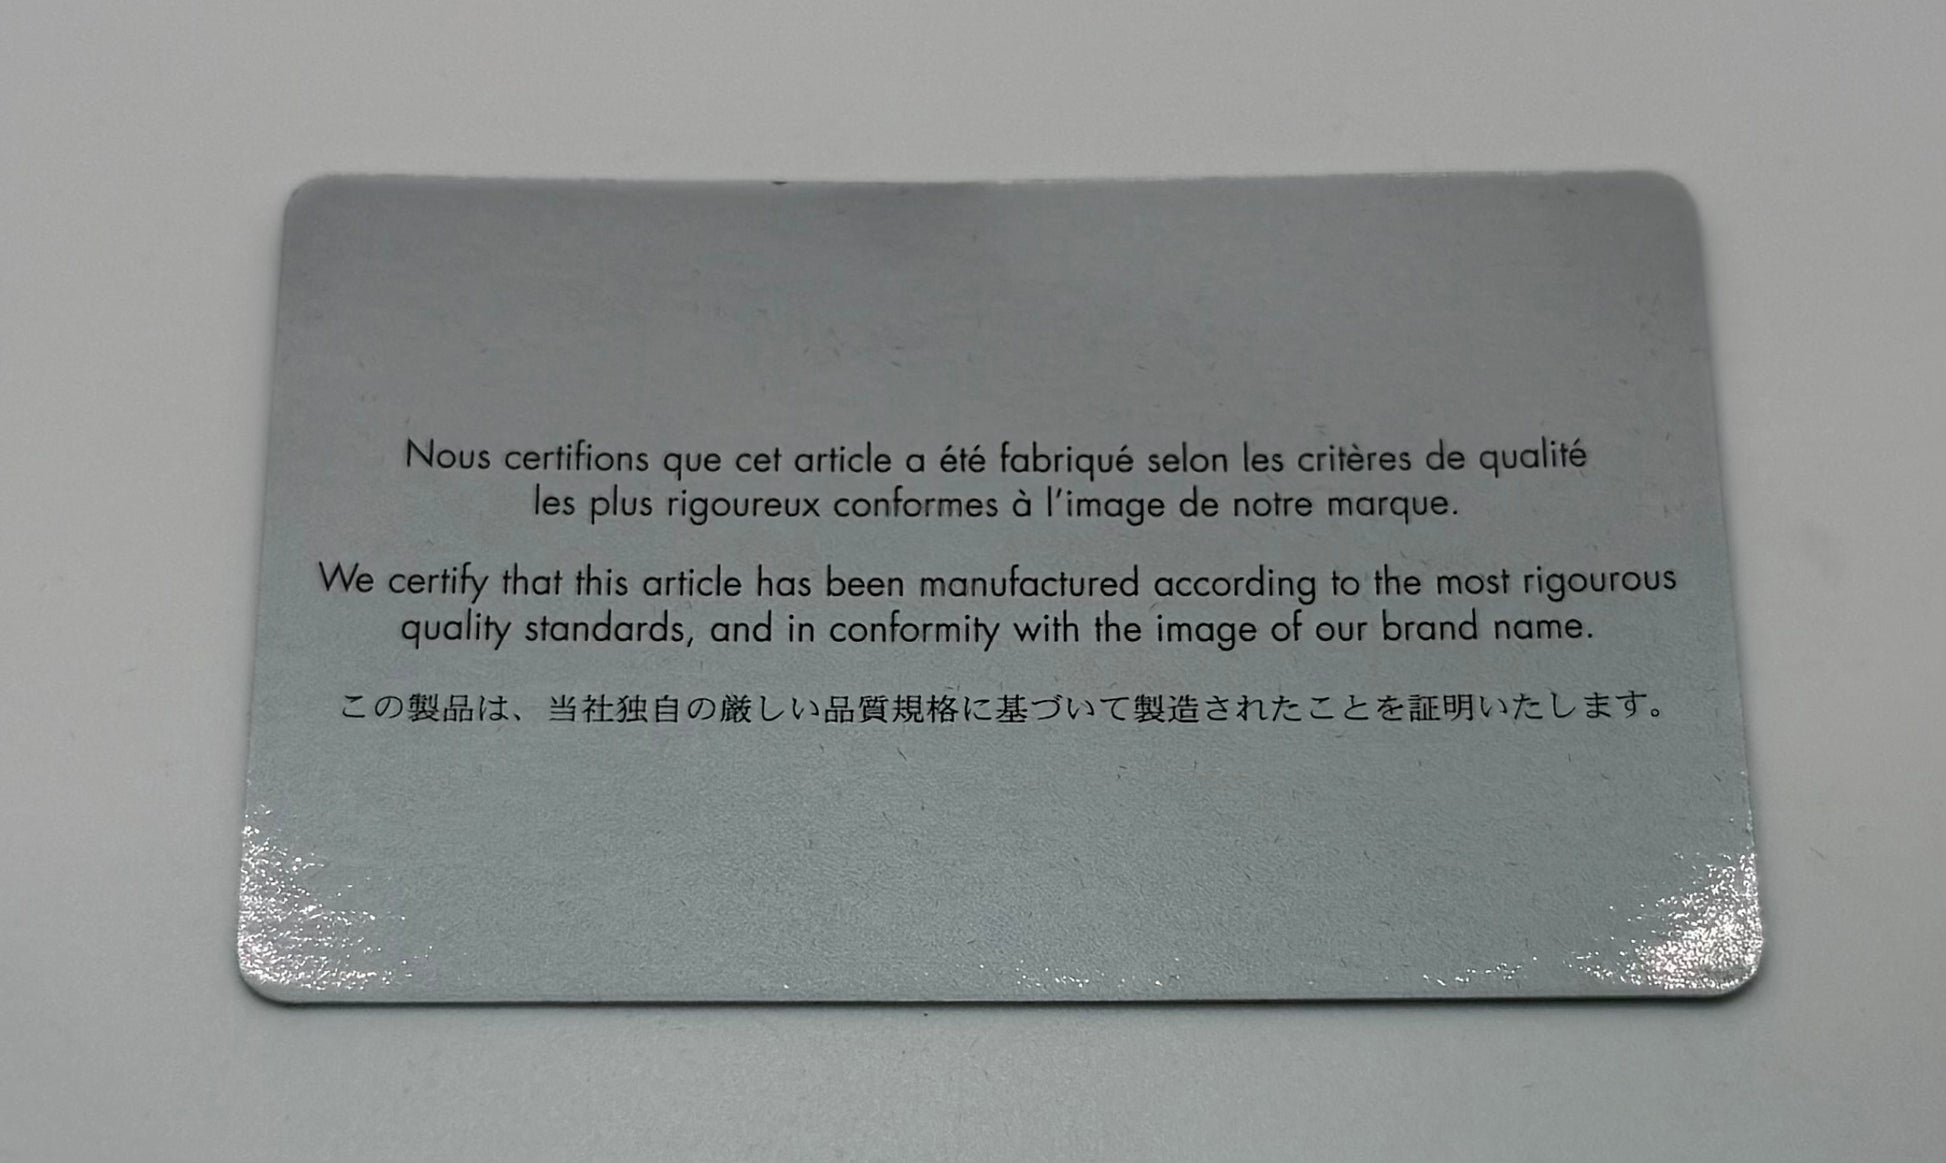 Nous certifions que cet article a été fabriqué selon les critères de qualité
les plus rigoureux conformes à l'image de notre marque.
We certify that this article has been manufactured according to the most rigourous
quality standards, and in conformity with the image of our brand name.
この製品は、当社独自の厳しい品質規格に基づいて製造されたことを証明いたします。